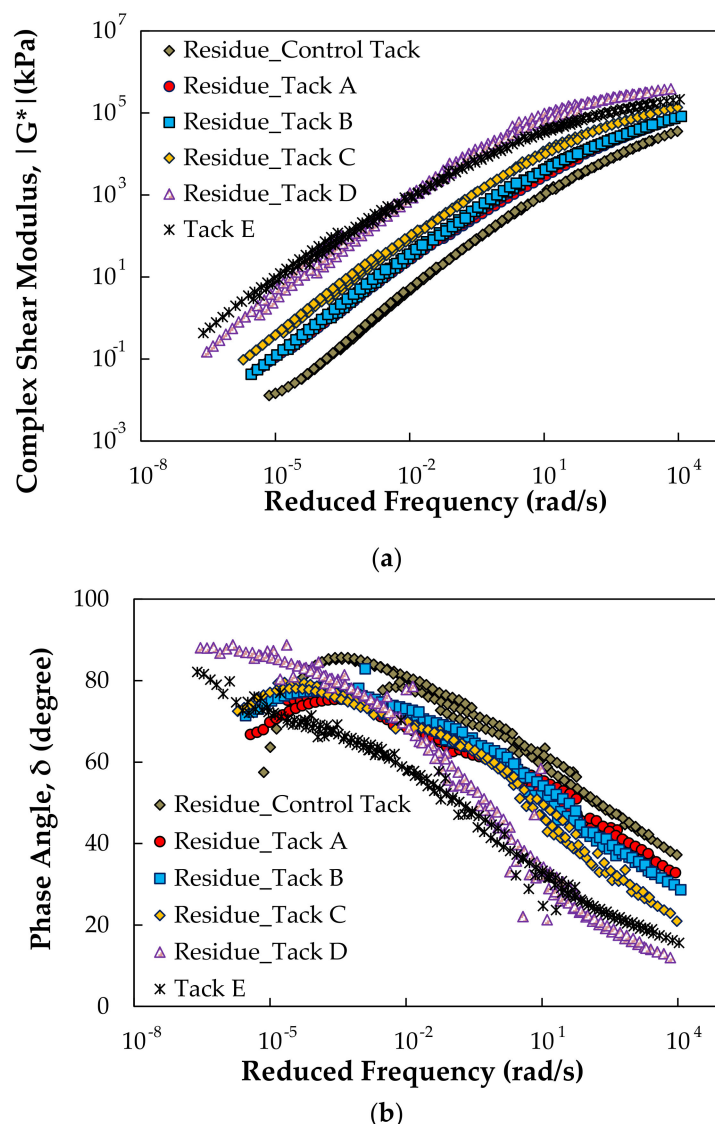 10^7
10^5
10^3
10^1
10^-1
10^-3
Complex Shear Modulus, |G*|(kPa)
Residue_Control Tack
Residue_Tack A
Residue_Tack B
Residue_Tack C
Residue_Tack D
Tack E
10^-8
10^-5
10^-2
10^1
10^4
Reduced Frequency (rad/s)
(a)
100
80
60
40
20
0
Phase Angle, δ (degree)
Residue_Control Tack
Residue_Tack A
Residue_Tack B
Residue_Tack C
Residue_Tack D
Tack E
10^-8
10^-5
10^-2
10^1
10^4
Reduced Frequency (rad/s)
(b)